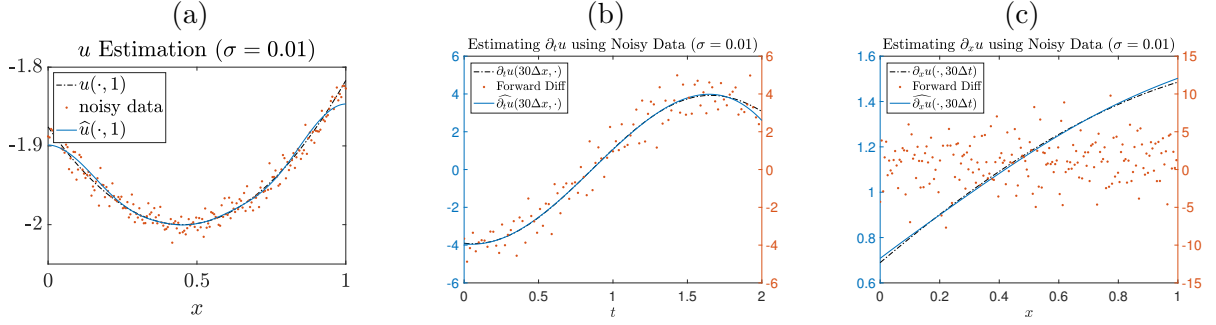 (a)
u Estimation (σ = 0.01)
-1.8
-1.9
-2
u(·, 1)
noisy data
û(·, 1)
0 0.5 1
x
(b)
Estimating ∂ₜu using Noisy Data (σ = 0.01)
6
4
2
0
-2
-4
-6
∂ₜu(30Δx, ·)
Forward Diff
\widehat{∂ₜu}(30Δx, ·)
6
4
2
0
-2
-4
-6
0 0.5 1 1.5 2
t
(c)
Estimating ∂ₓu using Noisy Data (σ = 0.01)
1.6
1.4
1.2
1
0.8
0.6
∂ₓu(·, 30Δt)
Forward Diff
\widehat{∂ₓu}(·, 30Δt)
15
10
5
0
-5
-10
-15
0 0.2 0.4 0.6 0.8 1
x